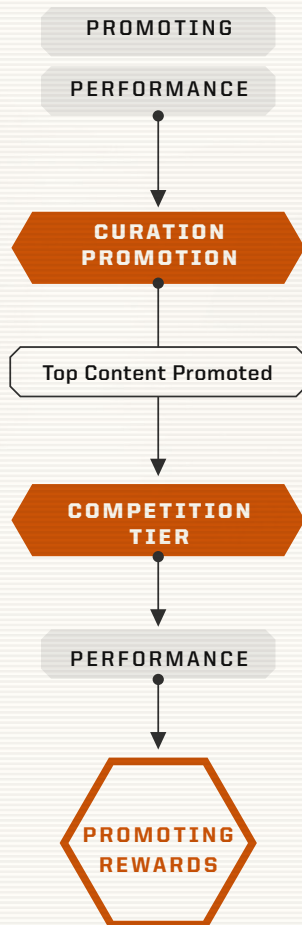 PROMOTING
PERFORMANCE
CURATION
PROMOTION
Top Content Promoted
COMPETITION
TIER
PERFORMANCE
PROMOTING
REWARDS